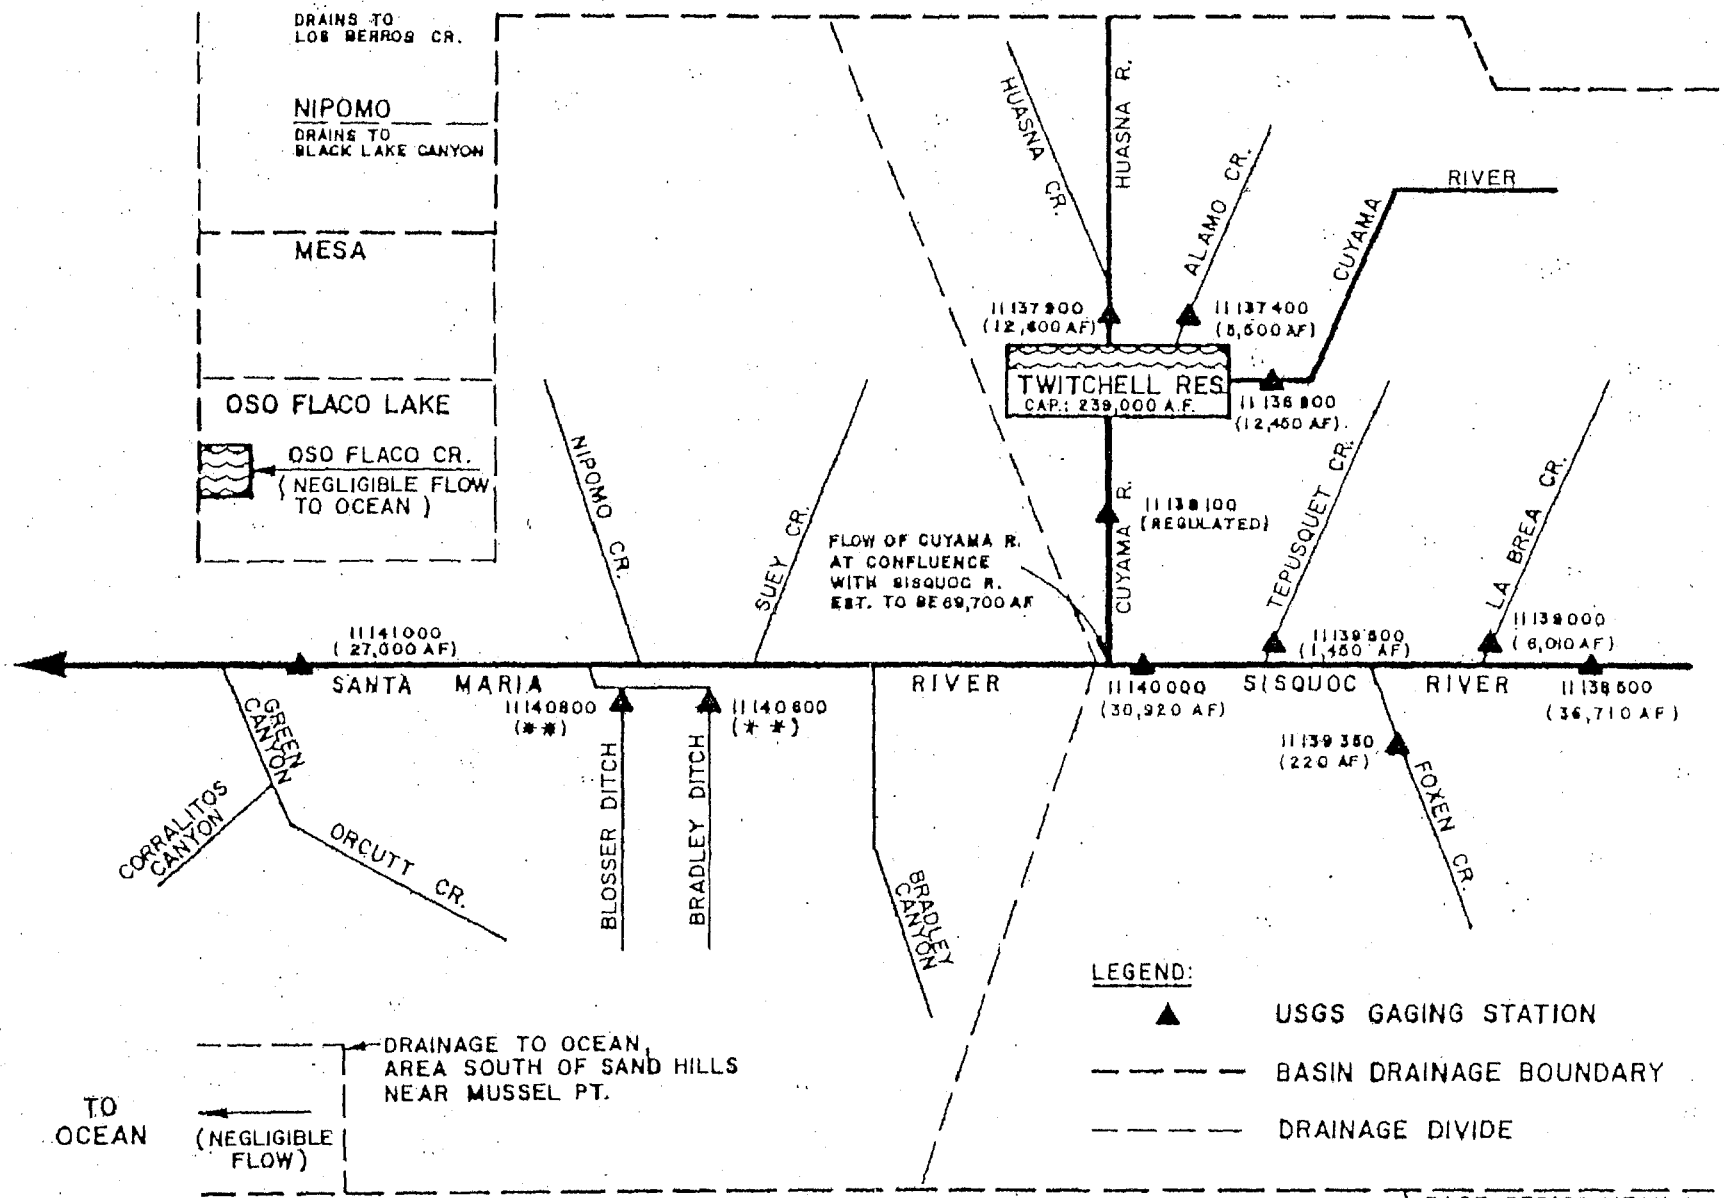 DRAINS TO
LOS BERROS CR.
NIPOMO
DRAINS TO
BLACK LAKE CANYON
MESA
OSO FLACO LAKE
OSO FLACO CR.
(NEGLIGIBLE FLOW
TO OCEAN)
HUASNA CR.
HUASNA R.
ALAMO CR.
CUYAMA
RIVER
11137900
(12,800 AF)
11137400
(5,500 AF)
TWITCHELL RES
CAP.: 239,000 A.F.
11136800
(12,450 AF)
NIPOMO CR.
SUEY CR.
FLOW OF CUYAMA R.
AT CONFLUENCE
WITH SISQUOC R.
EST. TO BE 69,700 AF
CUYAMA R.
11138100
(REGULATED)
TEPUSQUET CR.
LA BREA CR.
11141000
(27,000 AF)
11139500
(1,450 AF)
11139000
(6,010 AF)
SANTA MARIA
RIVER
SISQUOC
RIVER
11140800
(**)
11140600
(**)
11140000
(30,920 AF)
11138500
(36,710 AF)
11139350
(220 AF)
GREEN
CANYON
CORRALITOS
CANYON
ORCUTT CR.
BLOSSER DITCH
BRADLEY DITCH
BRADLEY
CANYON
FOXEN CR.
LEGEND:
USGS GAGING STATION
BASIN DRAINAGE BOUNDARY
DRAINAGE DIVIDE
DRAINAGE TO OCEAN,
AREA SOUTH OF SAND HILLS
NEAR MUSSEL PT.
TO
OCEAN
(NEGLIGIBLE
FLOW)